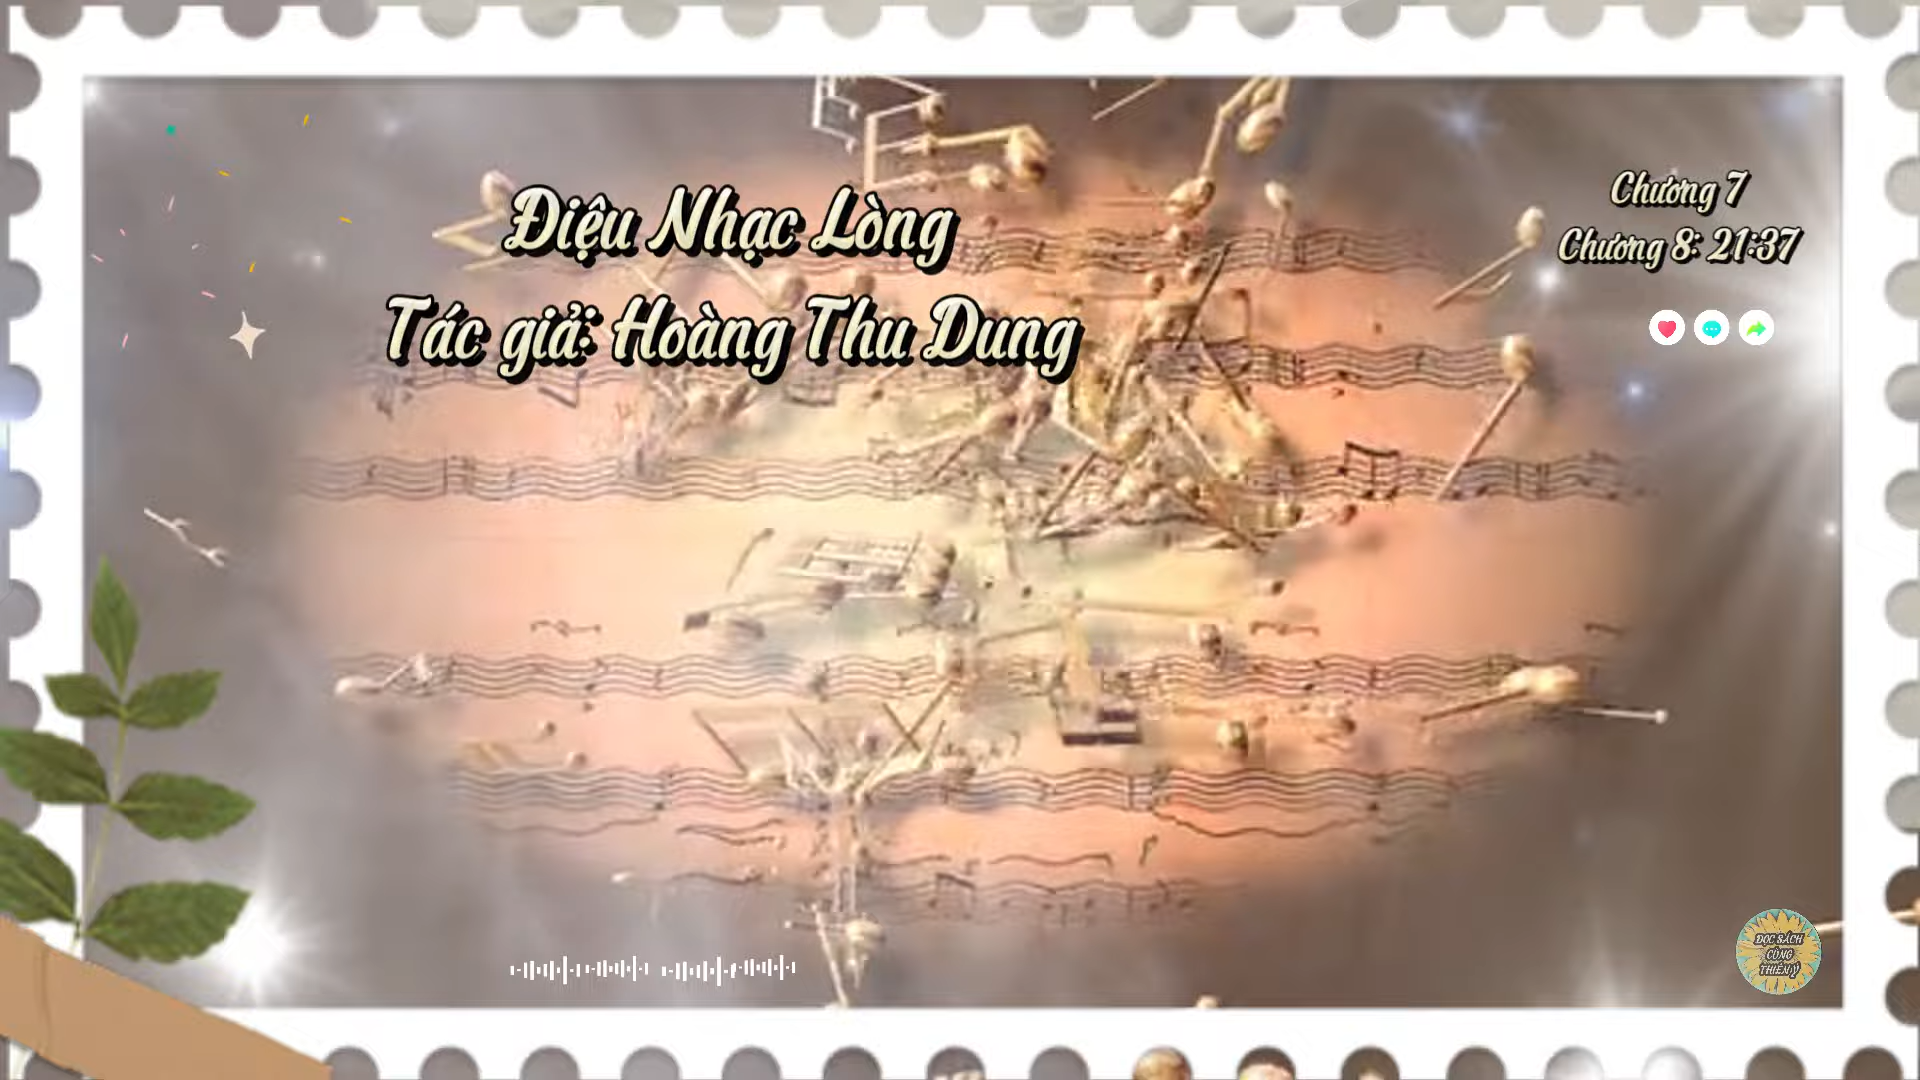 Điệu Nhạc Lòng
Tác giả: Hoàng Thu Dung
Chương 7
Chương 8: 21:37
ĐỌC SÁCH
CÙNG
THIÊN Ý